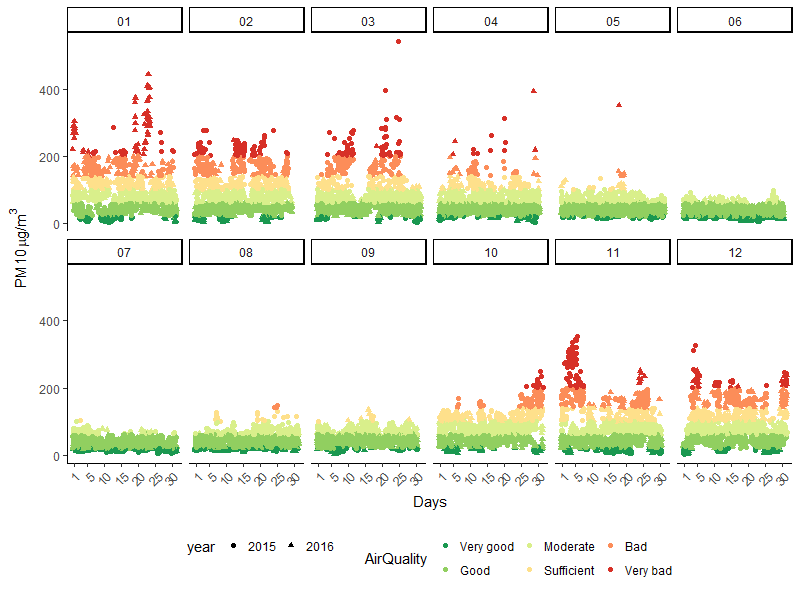 01 02 03 04 05 06
400
200
0
07 08 09 10 11 12
400
200
0
PM 10 µg/m3
1 5 10 15 20 25 30 1 5 10 15 20 25 30 1 5 10 15 20 25 30 1 5 10 15 20 25 30 1 5 10 15 20 25 30 1 5 10 15 20 25 30
Days
year 2015 2016
AirQuality
Very good Moderate Bad
Good Sufficient Very bad